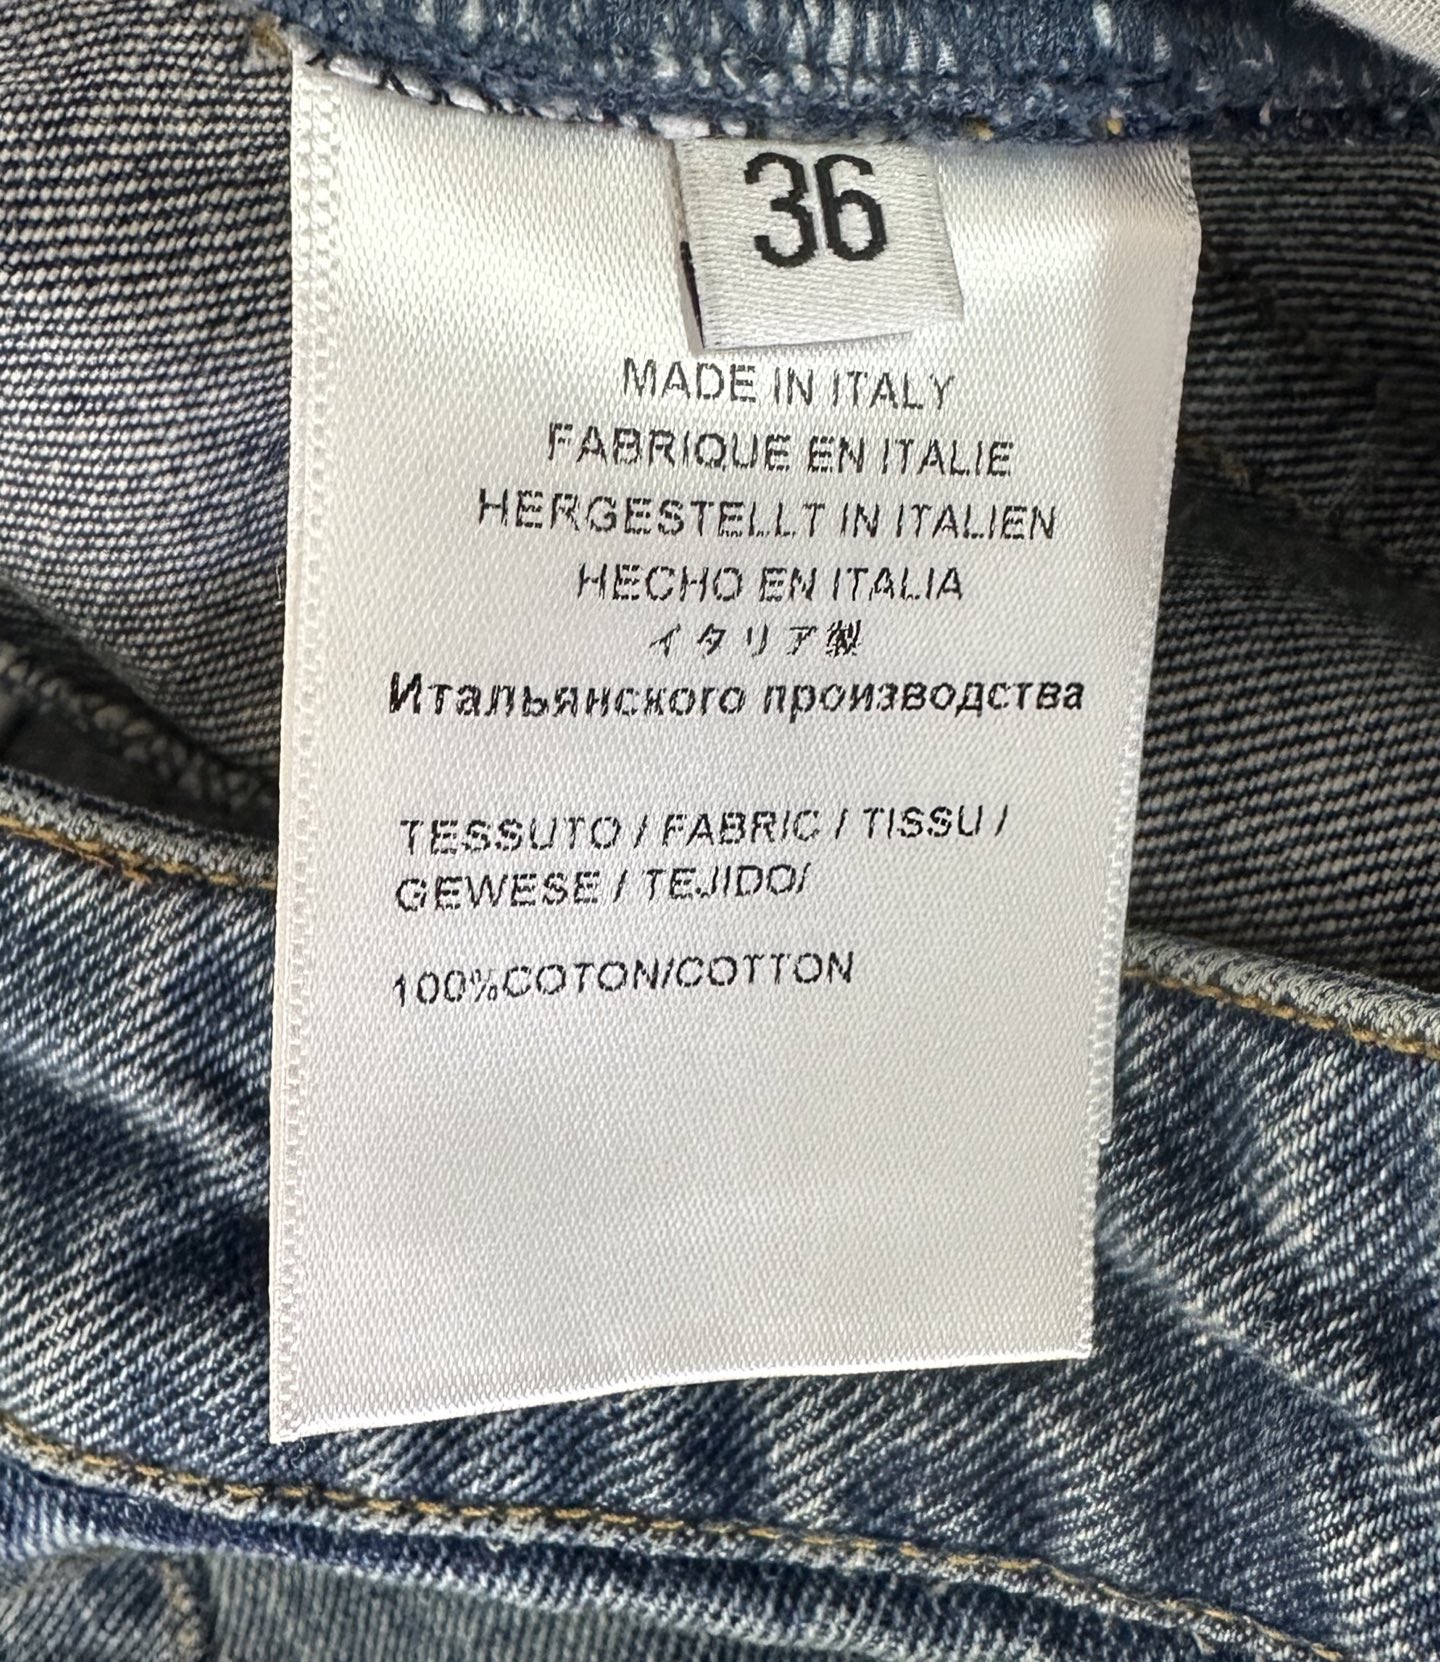 36
MADE IN ITALY
FABRIQUE EN ITALIE
HERGESTELLT IN ITALIEN
HECHO EN ITALIA
イタリア製
Итальянского производства
TESSUTO / FABRIC / TISSU /
GEWESE / TEJIDO/
100%COTON/COTTON